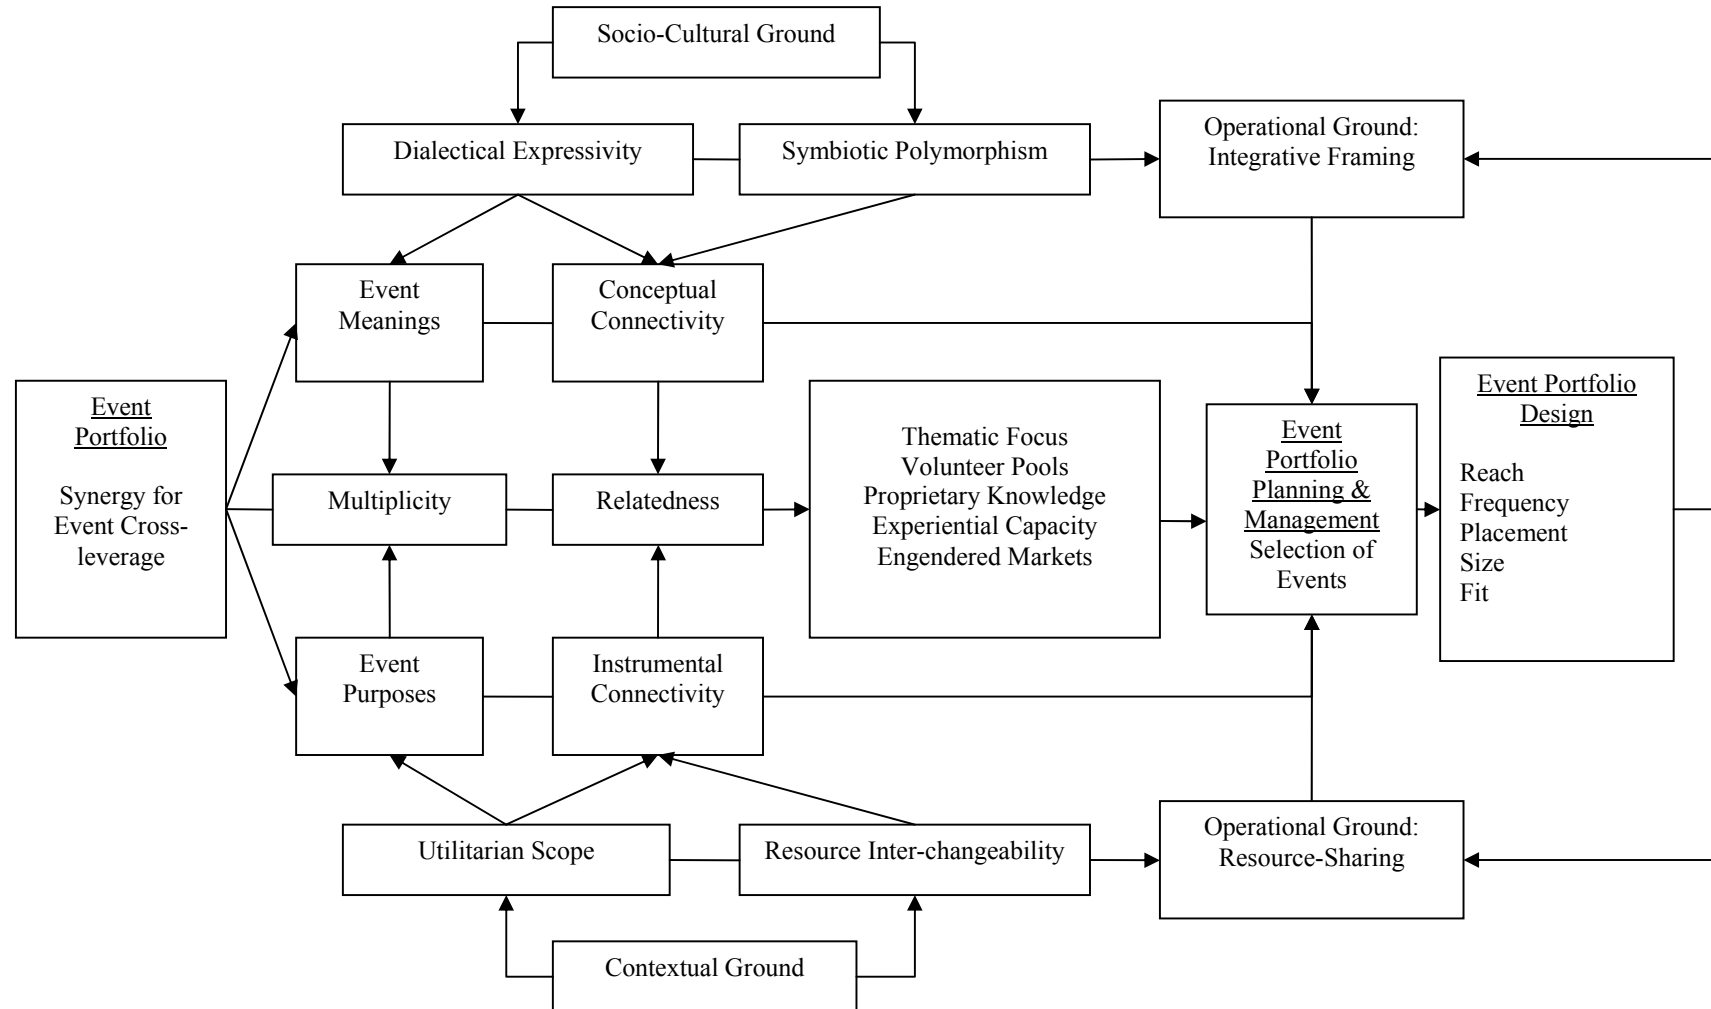 Socio-Cultural Ground
Dialectical Expressivity
Symbiotic Polymorphism
Operational Ground:
Integrative Framing
Event
Meanings
Conceptual
Connectivity
Event
Portfolio
Synergy for
Event Cross-
leverage
Multiplicity
Relatedness
Thematic Focus
Volunteer Pools
Proprietary Knowledge
Experiential Capacity
Engendered Markets
Event
Portfolio
Planning &
Management
Selection of
Events
Event Portfolio
Design
Reach
Frequency
Placement
Size
Fit
Event
Purposes
Instrumental
Connectivity
Utilitarian Scope
Resource Inter-changeability
Operational Ground:
Resource-Sharing
Contextual Ground